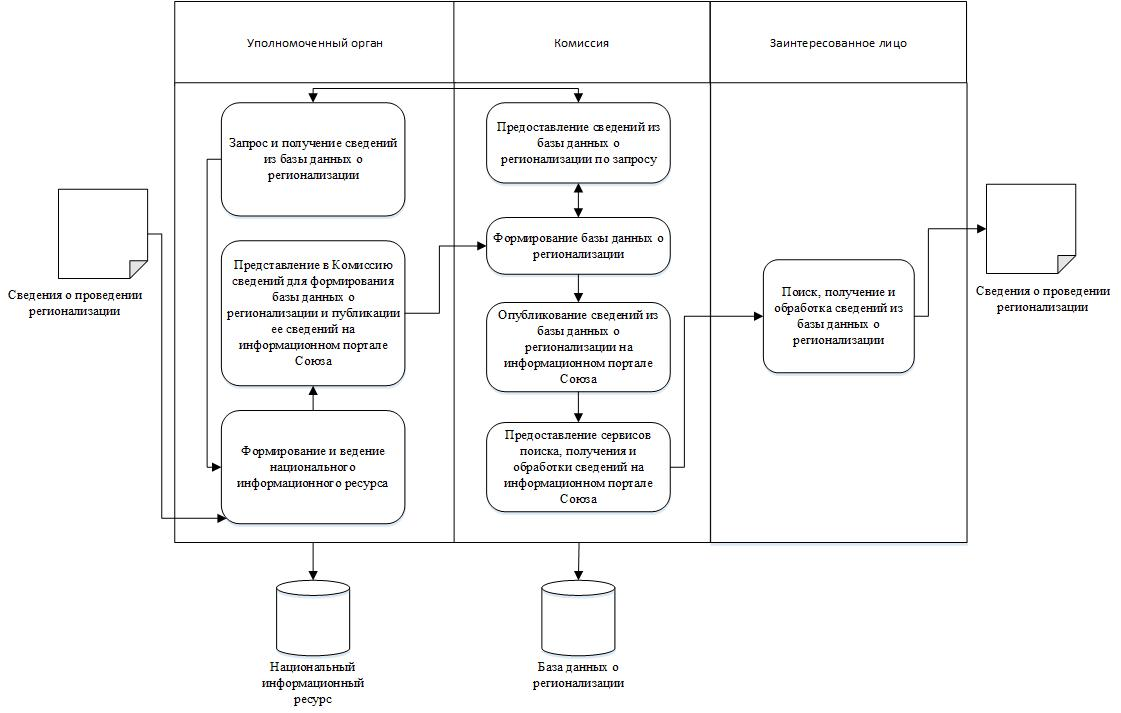 Уполномоченный орган
Комиссия
Заинтересованное лицо
Сведения о проведении
регионализации
Запрос и получение сведений
из базы данных о
регионализации
Представление в Комиссию
сведений для формирования
базы данных о
регионализации и публикации
ее сведений на
информационном портале
Союза
Формирование и ведение
национального
информационного ресурса
Предоставление сведений из
базы данных о
регионализации по запросу
Формирование базы данных о
регионализации
Опубликование сведений из
базы данных о
регионализации на
информационном портале
Союза
Предоставление сервисов
поиска, получения и
обработки сведений на
информационном портале
Союза
Поиск, получение и
обработка сведений из
базы данных о
регионализации
Сведения о проведении
регионализации
Национальный
информационный
ресурс
База данных о
регионализации